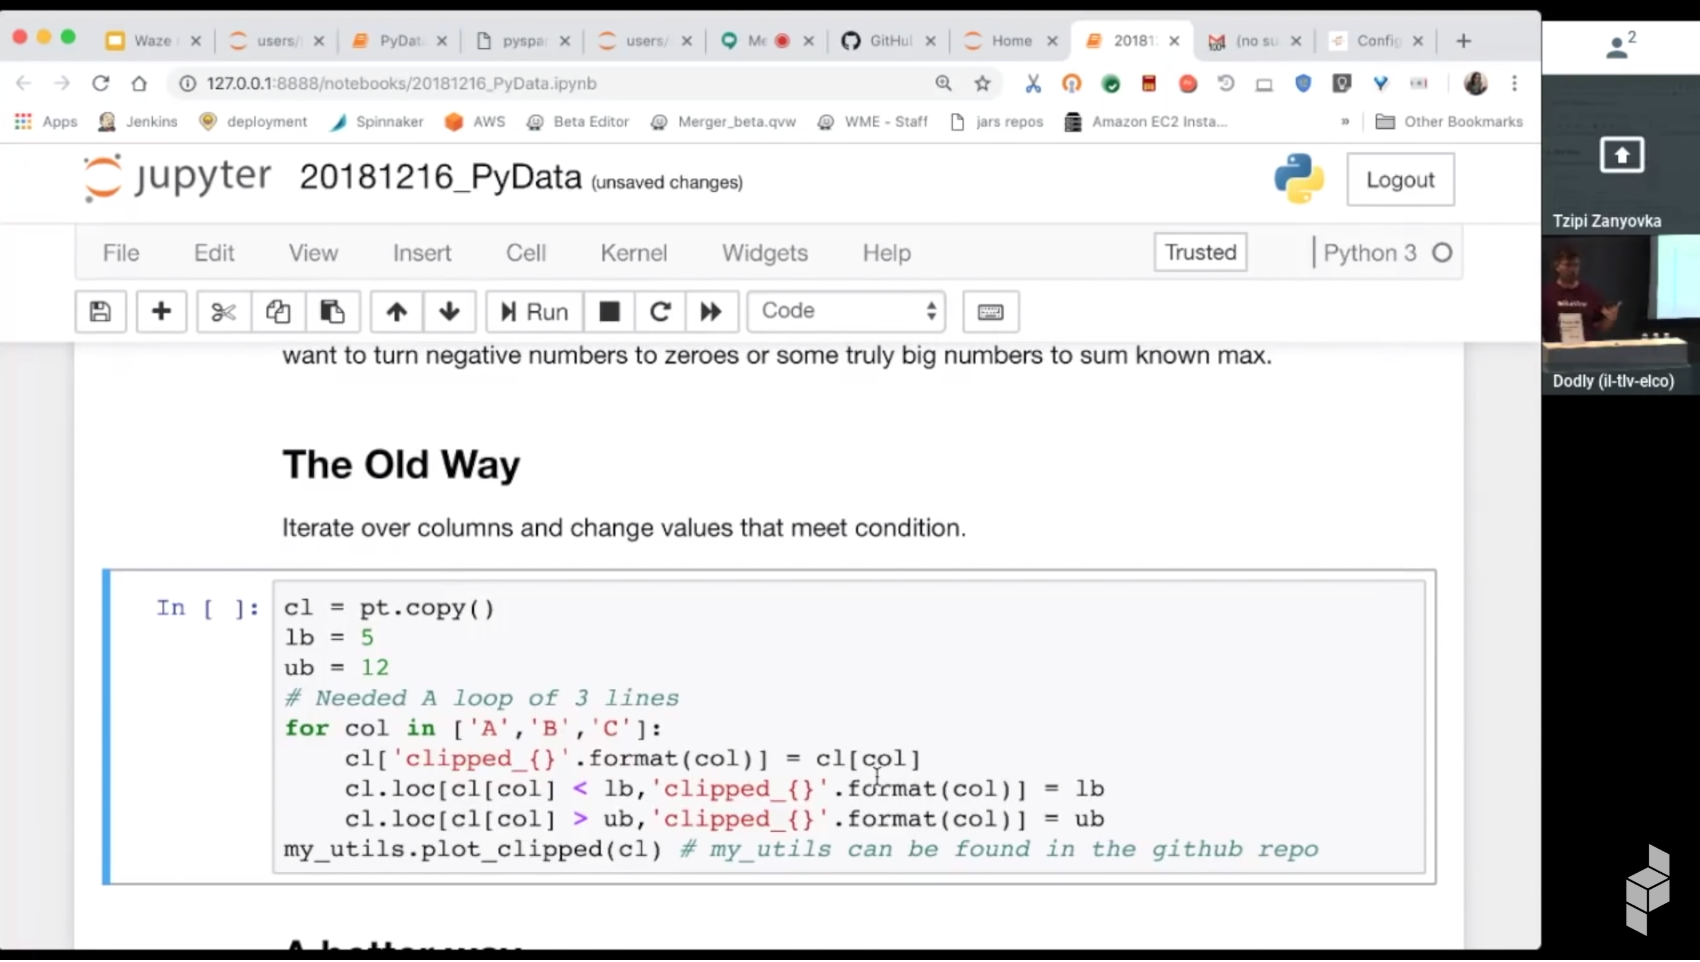 Waze
users/
PyDat
pyspa
users/
Me
GitHul
Home
20181
(no su
Config
2
127.0.0.1:8888/notebooks/20181216_PyData.ipynb
Apps Jenkins deployment Spinnaker AWS Beta Editor Merger_beta.qvw WME - Staff jars repos Amazon EC2 Insta... » Other Bookmarks
jupyter 20181216_PyData (unsaved changes) Logout
Tzipi Zanyovka
File Edit View Insert Cell Kernel Widgets Help Trusted Python 3
Run Code
want to turn negative numbers to zeroes or some truly big numbers to sum known max.
Dodly (il-tlv-elco)
The Old Way
Iterate over columns and change values that meet condition.
In [ ]: cl = pt.copy()
lb = 5
ub = 12
# Needed A loop of 3 lines
for col in ['A','B','C']:
cl['clipped_{}'.format(col)] = cl[col]
cl.loc[cl[col] < lb,'clipped_{}'.format(col)] = lb
cl.loc[cl[col] > ub,'clipped_{}'.format(col)] = ub
my_utils.plot_clipped(cl) # my_utils can be found in the github repo
A better way